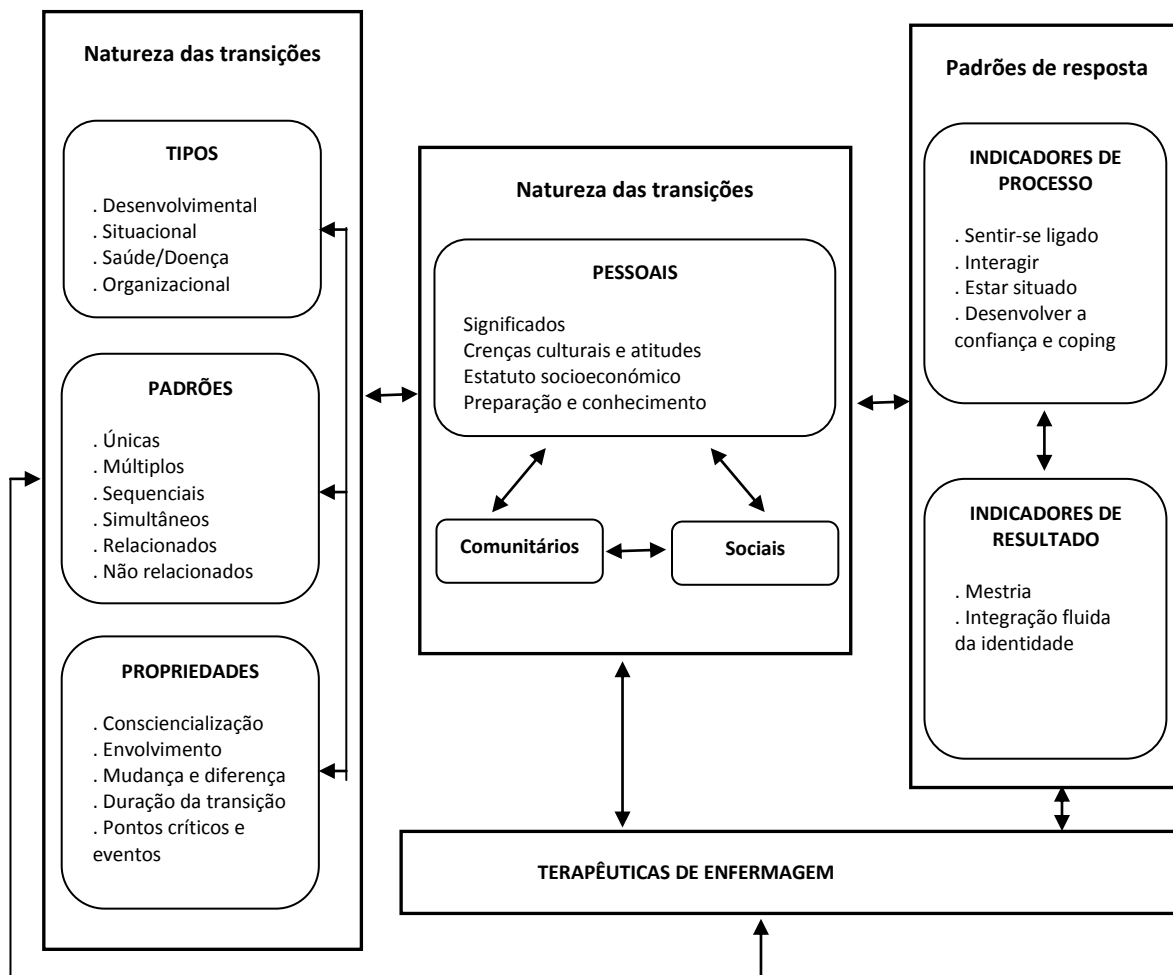 Natureza das transições
TIPOS
. Desenvolvimental
. Situacional
. Saúde/Doença
. Organizacional
PADRÕES
. Únicas
. Múltiplos
. Sequenciais
. Simultâneos
. Relacionados
. Não relacionados
PROPRIEDADES
. Consciencialização
. Envolvimento
. Mudança e diferença
. Duração da transição
. Pontos críticos e
eventos
Natureza das transições
PESSOAIS
Significados
Crenças culturais e atitudes
Estatuto socioeconómico
Preparação e conhecimento
Comunitários
Sociais
Padrões de resposta
INDICADORES DE
PROCESSO
. Sentir-se ligado
. Interagir
. Estar situado
. Desenvolver a
confiança e coping
INDICADORES DE
RESULTADO
. Mestria
. Integração fluida
da identidade
TERAPÊUTICAS DE ENFERMAGEM